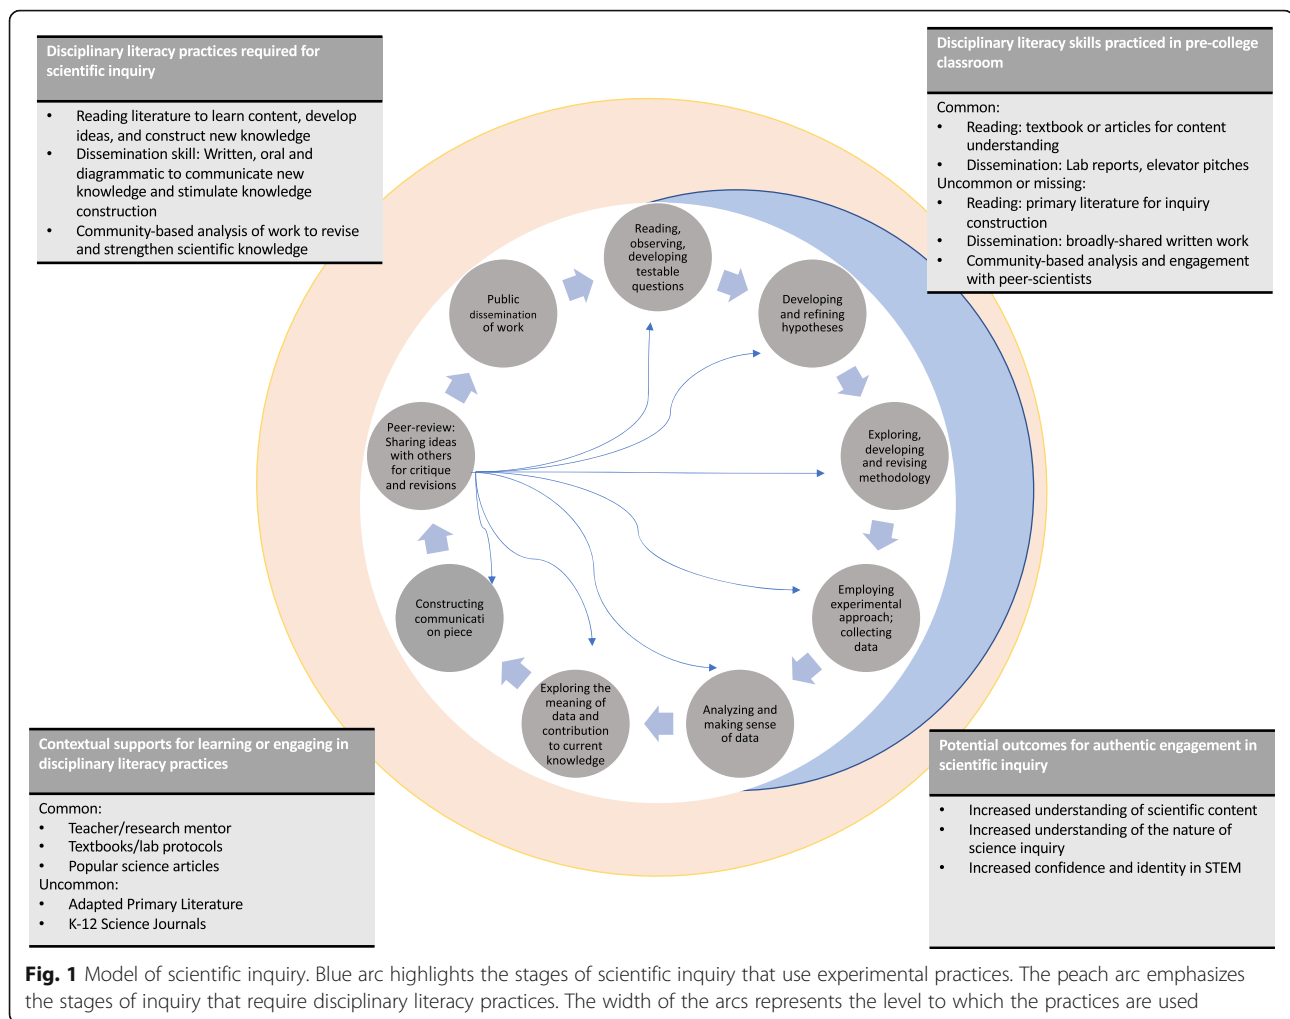 Disciplinary literacy practices required for
scientific inquiry
• Reading literature to learn content, develop
ideas, and construct new knowledge
• Dissemination skill: Written, oral and
diagrammatic to communicate new
knowledge and stimulate knowledge
construction
• Community-based analysis of work to revise
and strengthen scientific knowledge
Disciplinary literacy skills practiced in pre-college
classroom
Common:
• Reading: textbook or articles for content
understanding
• Dissemination: Lab reports, elevator pitches
Uncommon or missing:
• Reading: primary literature for inquiry
construction
• Dissemination: broadly-shared written work
• Community-based analysis and engagement
with peer-scientists
Reading,
observing,
developing
testable
questions
Developing
and refining
hypotheses
Exploring,
developing
and revising
methodology
Employing
experimental
approach;
collecting
data
Analyzing and
making sense
of data
Exploring the
meaning of
data and
contribution
to current
knowledge
Constructing
communicati
on piece
Peer-review:
Sharing ideas
with others
for critique
and revisions
Public
dissemination
of work
Contextual supports for learning or engaging in
disciplinary literacy practices
Common:
• Teacher/research mentor
• Textbooks/lab protocols
• Popular science articles
Uncommon:
• Adapted Primary Literature
• K-12 Science Journals
Potential outcomes for authentic engagement in
scientific inquiry
• Increased understanding of scientific content
• Increased understanding of the nature of
science inquiry
• Increased confidence and identity in STEM
Fig. 1 Model of scientific inquiry. Blue arc highlights the stages of scientific inquiry that use experimental practices. The peach arc emphasizes
the stages of inquiry that require disciplinary literacy practices. The width of the arcs represents the level to which the practices are used